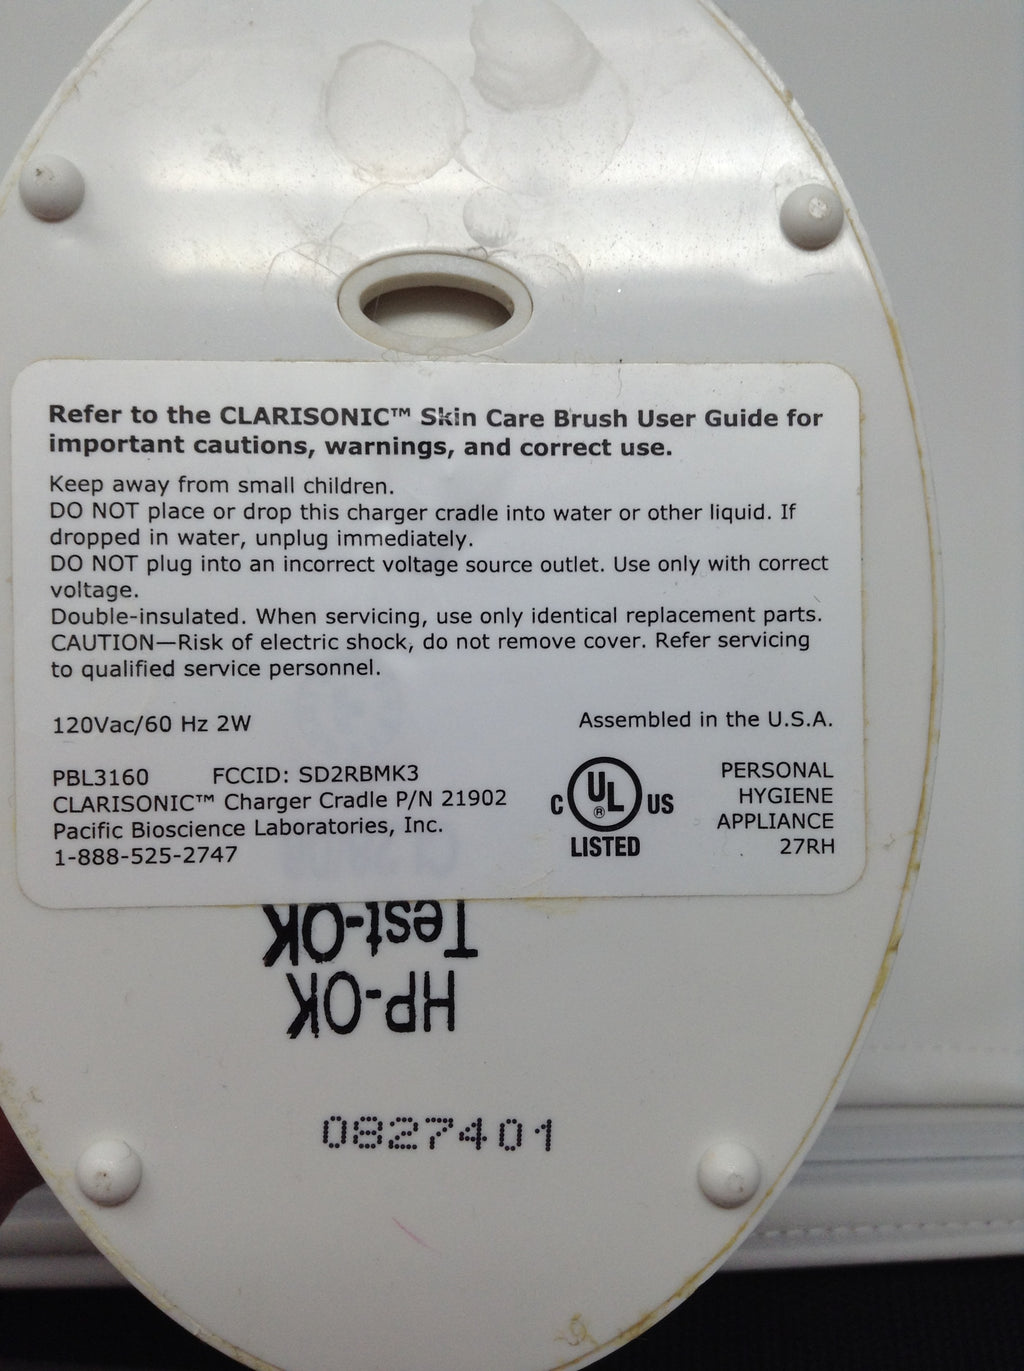 Refer to the CLARISONIC™ Skin Care Brush User Guide for
important cautions, warnings, and correct use.
Keep away from small children.
DO NOT place or drop this charger cradle into water or other liquid. If
dropped in water, unplug immediately.
DO NOT plug into an incorrect voltage source outlet. Use only with correct
voltage.
Double-insulated. When servicing, use only identical replacement parts.
CAUTION—Risk of electric shock, do not remove cover. Refer servicing
to qualified service personnel.
120Vac/60 Hz 2W
Assembled in the U.S.A.
PBL3160 FCCID: SD2RBMK3
CLARISONIC™ Charger Cradle P/N 21902
Pacific Bioscience Laboratories, Inc.
1-888-525-2747
C UL ® US
LISTED
PERSONAL
HYGIENE
APPLIANCE
27RH
Test-OK
HP-OK
0827401